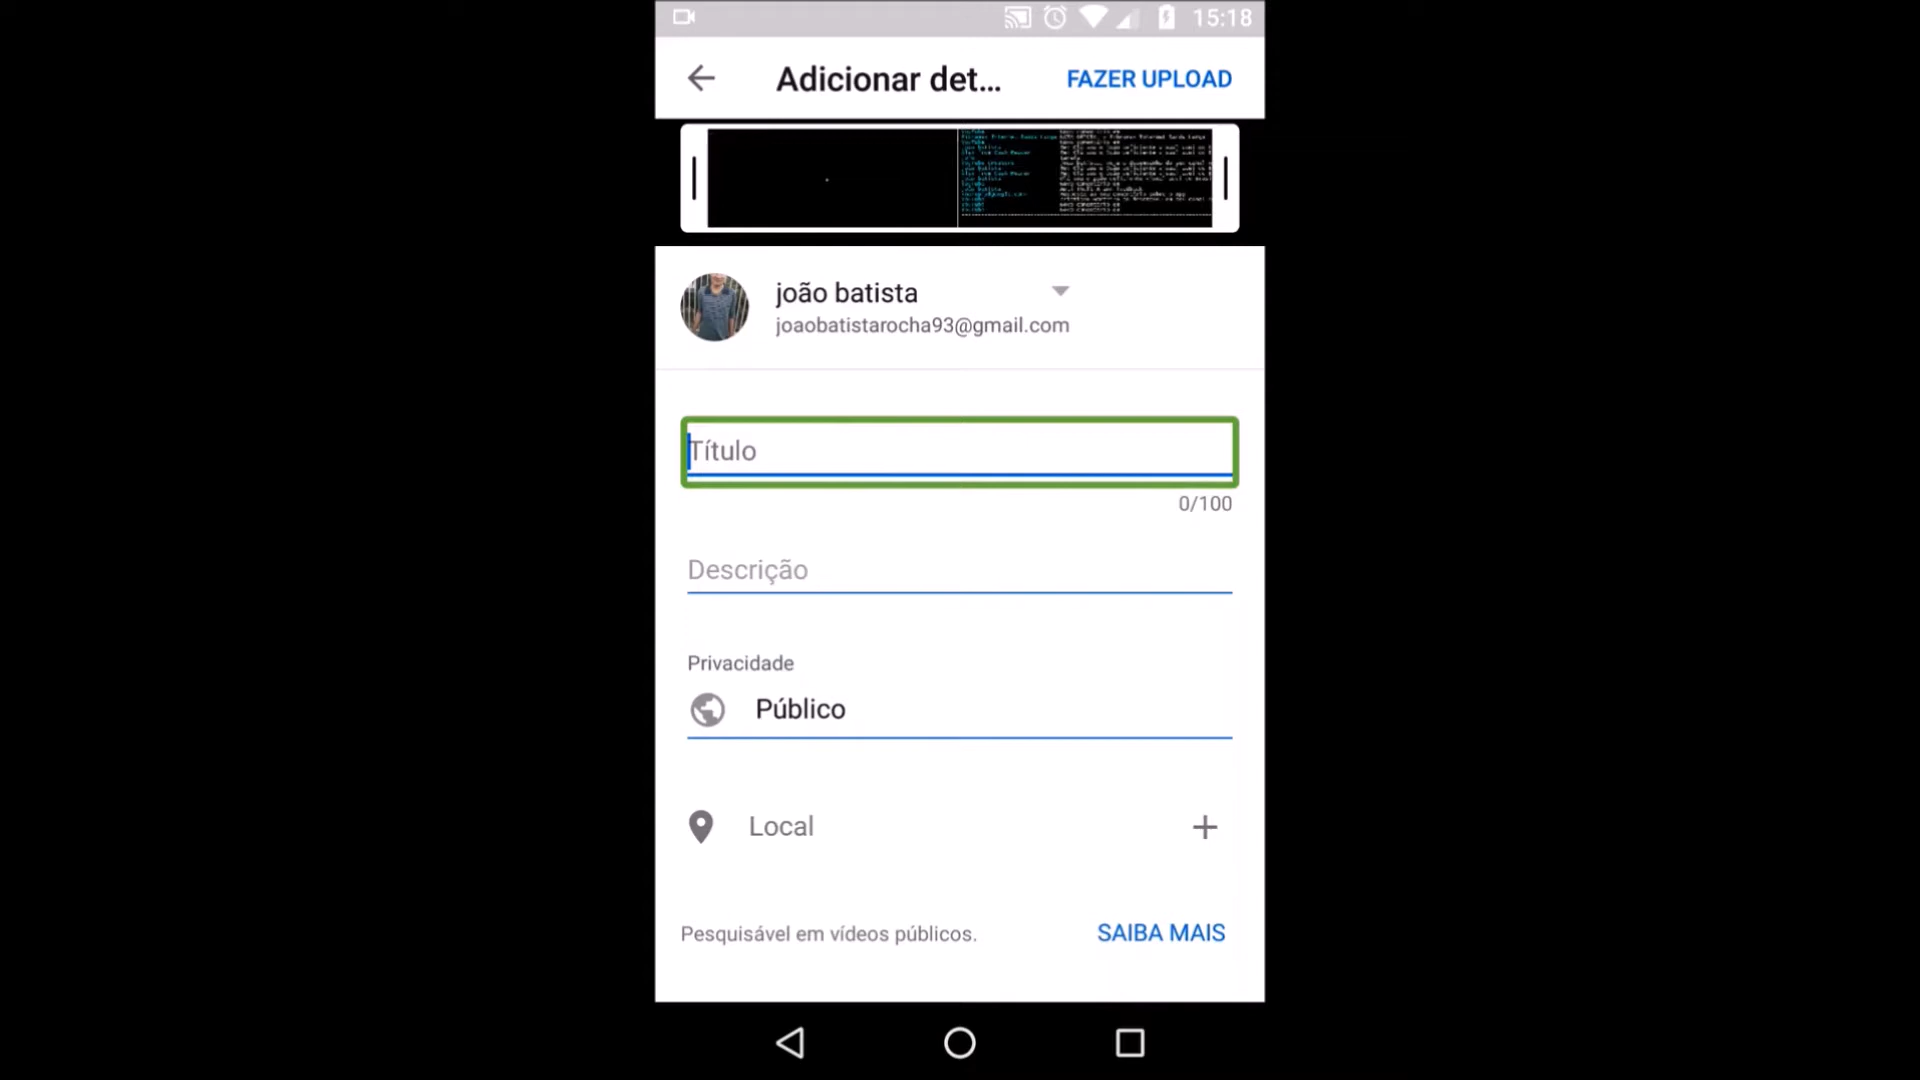 15:18
Adicionar det...
FAZER UPLOAD
joão batista
joaobatistarocha93@gmail.com
Título
0/100
Descrição
Privacidade
Público
Local
Pesquisável em vídeos públicos.
SAIBA MAIS